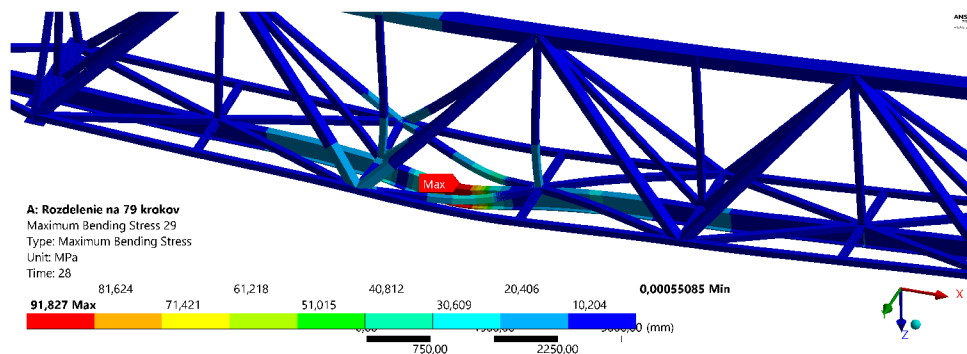 ANS
Max
A: Rozdelenie na 79 krokov
Maximum Bending Stress 29
Type: Maximum Bending Stress
Unit: MPa
Time: 28
81,624 61,218 40,812 20,406 0,00055085 Min
91,827 Max 71,421 51,015 30,609 10,204
(mm)
750,00 2250,00
X
Z